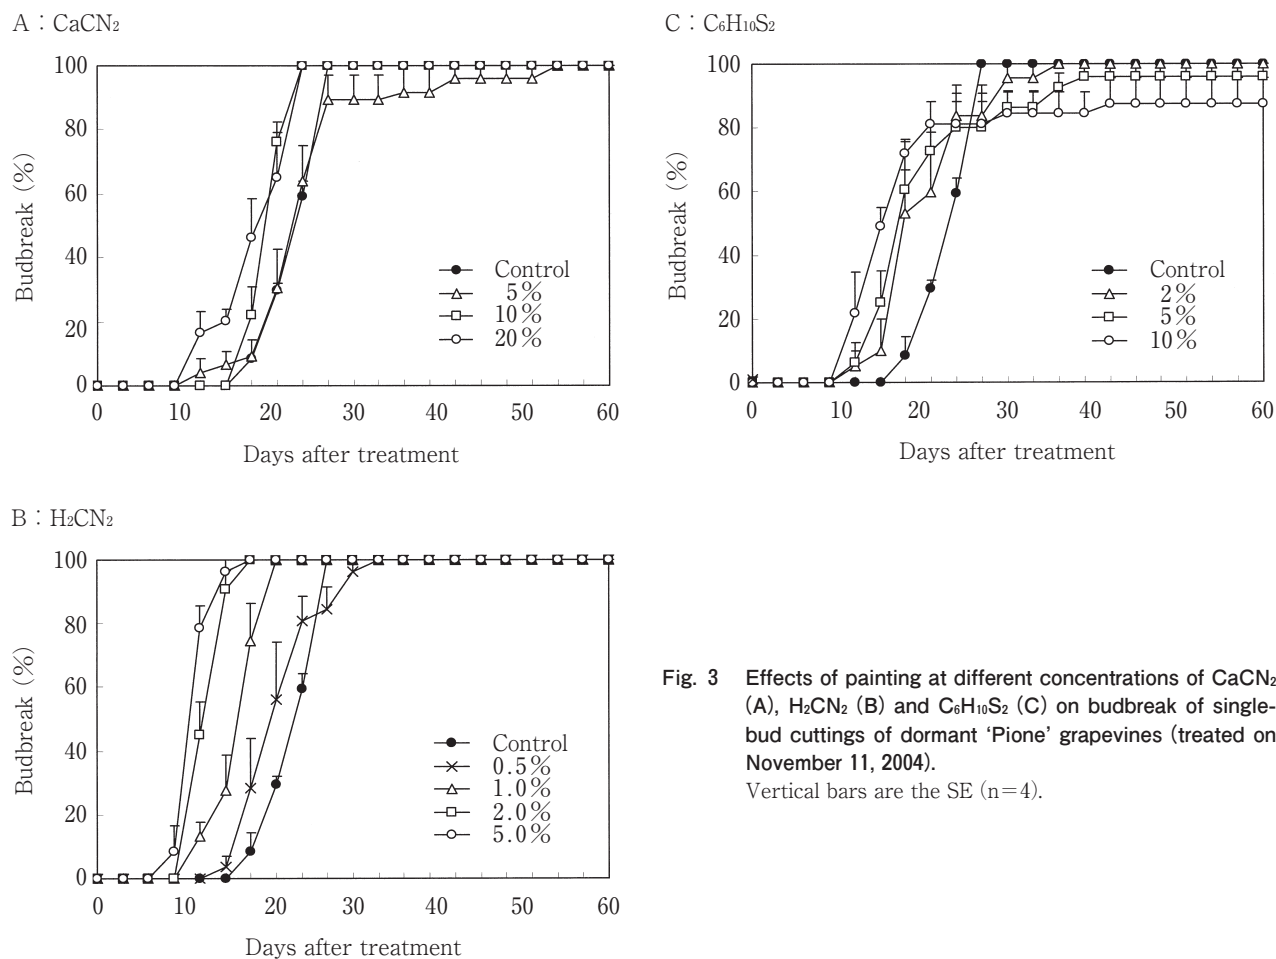 A：CaCN₂
100
80
60
40
20
0
Budbreak (%)
Control
5%
10%
20%
0 10 20 30 40 50 60
Days after treatment
C：C₆H₁₀S₂
100
80
60
40
20
0
Budbreak (%)
Control
2%
5%
10%
0 10 20 30 40 50 60
Days after treatment
B：H₂CN₂
100
80
60
40
20
0
Budbreak (%)
Control
0.5%
1.0%
2.0%
5.0%
0 10 20 30 40 50 60
Days after treatment
Fig. 3 Effects of painting at different concentrations of CaCN₂
(A), H₂CN₂ (B) and C₆H₁₀S₂ (C) on budbreak of single-
bud cuttings of dormant ‘Pione’ grapevines (treated on
November 11, 2004).
Vertical bars are the SE (n=4).